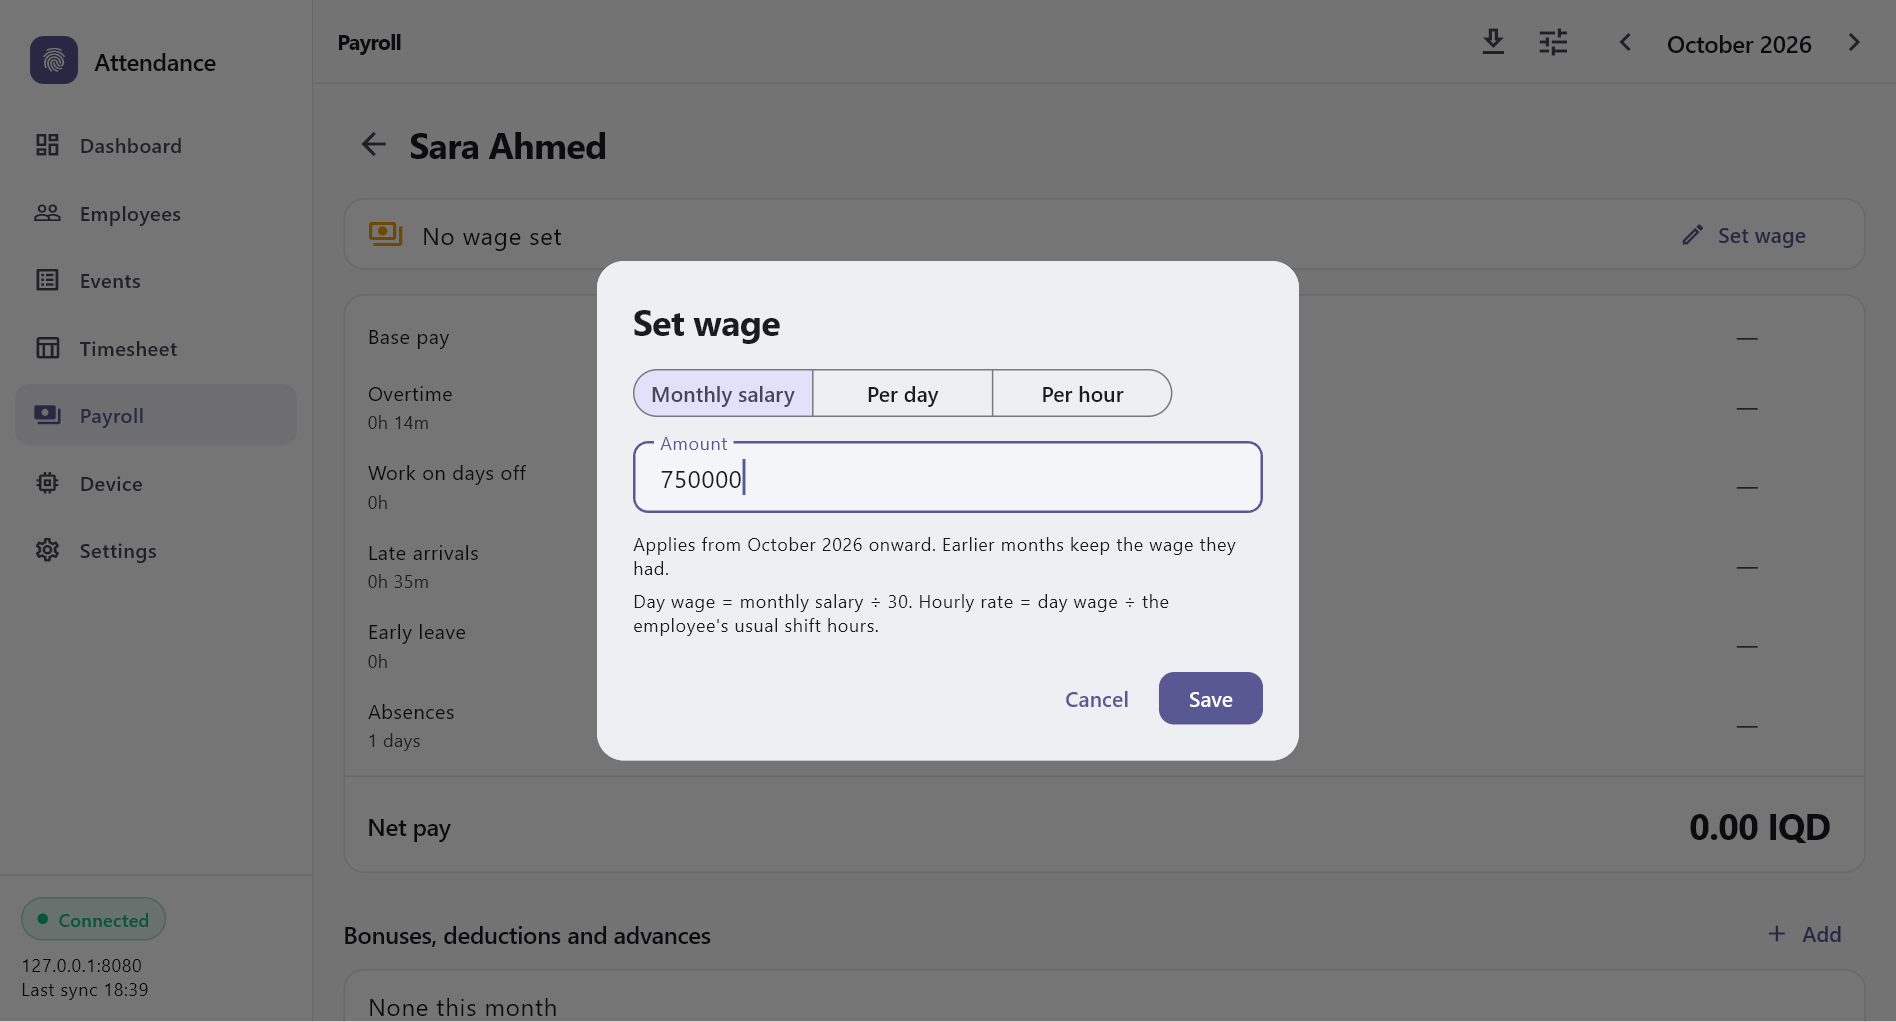 Attendance
Dashboard
Employees
Events
Timesheet
Payroll
Device
Settings
Connected
127.0.0.1:8080
Last sync 18:39
Payroll
October 2026
Sara Ahmed
No wage set
Set wage
Base pay
—
Overtime
0h 14m
—
Work on days off
0h
—
Late arrivals
0h 35m
—
Early leave
0h
—
Absences
1 days
—
Net pay
0.00 IQD
Bonuses, deductions and advances
+ Add
None this month
Set wage
Monthly salary
Per day
Per hour
Amount
750000
Applies from October 2026 onward. Earlier months keep the wage they
had.
Day wage = monthly salary ÷ 30. Hourly rate = day wage ÷ the
employee's usual shift hours.
Cancel
Save